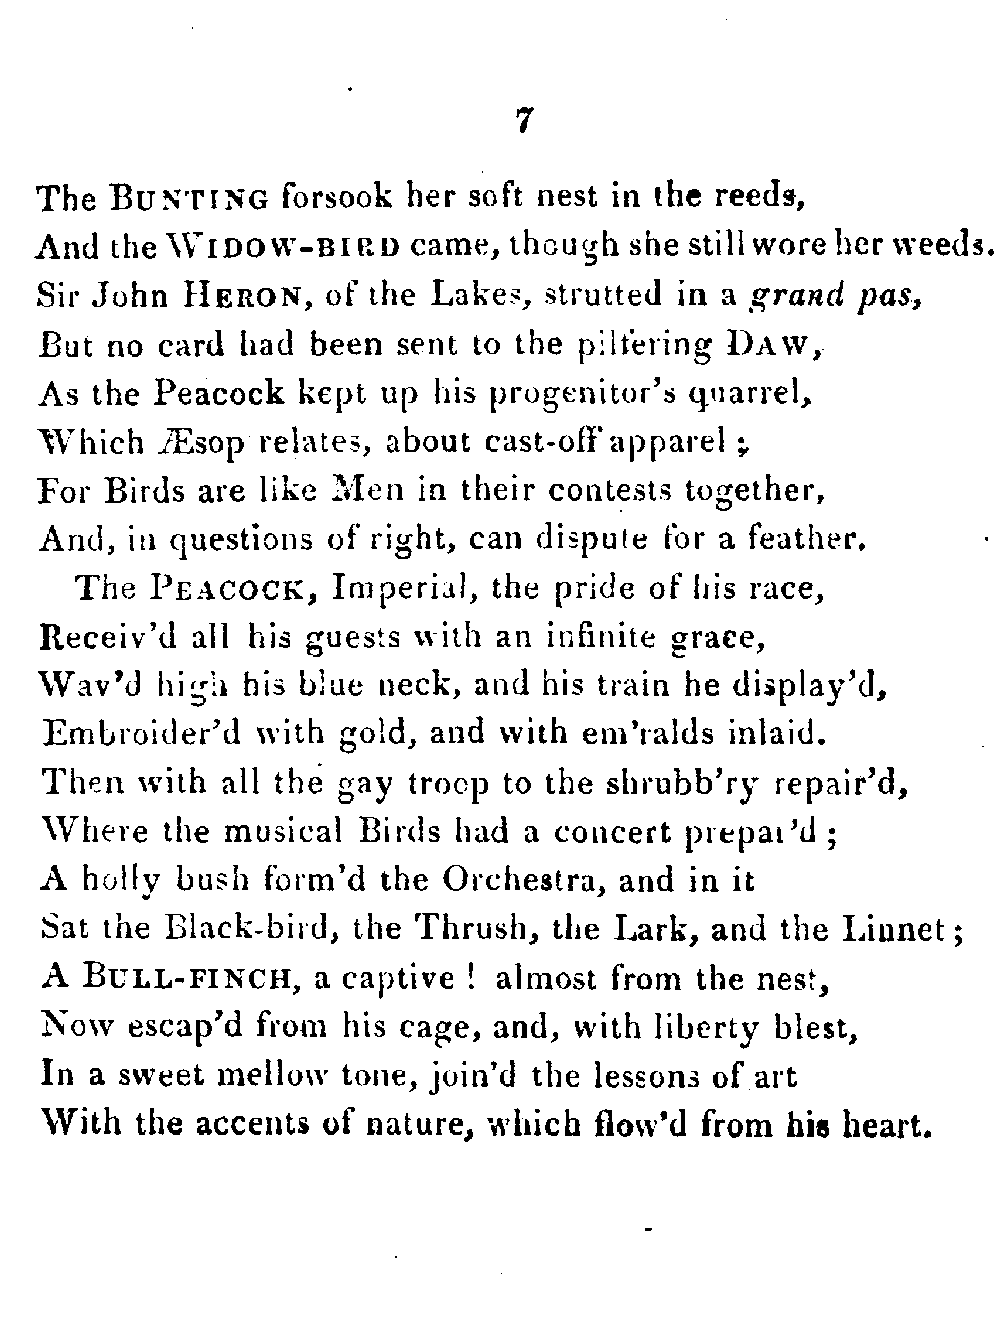 7
The BUNTING forsook her soft nest in the reeds,
And the WIDOW-BIRD came, though she still wore her weeds.
Sir John HERON, of the Lakes, strutted in a grand pas,
But no card had been sent to the pilfering DAW,
As the Peacock kept up his progenitor's quarrel,
Which Æsop relates, about cast-off apparel;
For Birds are like Men in their contests together,
And, in questions of right, can dispute for a feather.
The PEACOCK, Imperial, the pride of his race,
Receiv'd all his guests with an infinite grace,
Wav'd high his blue neck, and his train he display'd,
Embroider'd with gold, and with em'ralds inlaid.
Then with all the gay troop to the shrubb'ry repair'd,
Where the musical Birds had a concert prepar'd;
A holly bush form'd the Orchestra, and in it
Sat the Black-bird, the Thrush, the Lark, and the Linnet;
A BULL-FINCH, a captive! almost from the nest,
Now escap'd from his cage, and, with liberty blest,
In a sweet mellow tone, join'd the lessons of art
With the accents of nature, which flow'd from his heart.